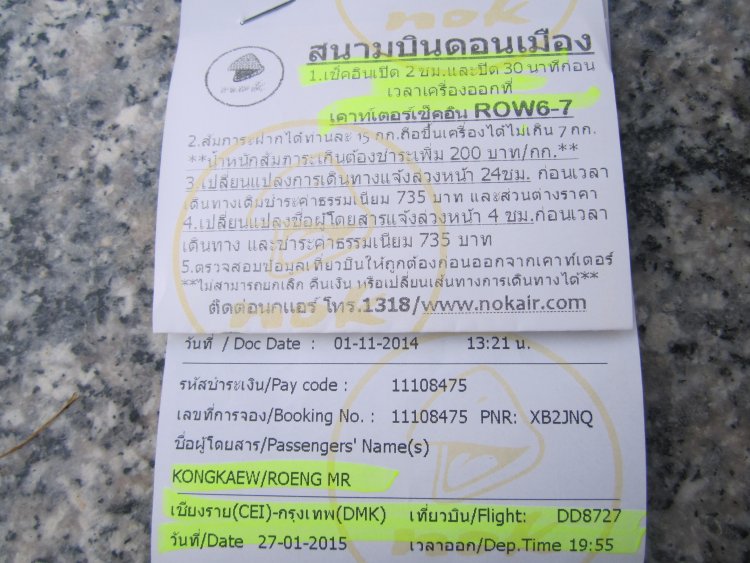 nok
สนามบินดอนเมือง
1.เช็คอินเปิด 2 ชม.และปิด 30 นาทีก่อน
เวลาเครื่องออกที่
เคาท์เตอร์เช็คอิน ROW6-7
2.สัมภาระฝากได้ท่านละ 15 กก.ถือขึ้นเครื่องได้ไม่เกิน 7 กก.
**น้ำหนักสัมภาระเกินต้องชำระเพิ่ม 200 บาท/กก.**
3.เปลี่ยนแปลงการเดินทางแจ้งล่วงหน้า 24ชม. ก่อนเวลา
เดินทางเดิมชำระค่าธรรมเนียม 735 บาท และส่วนต่างราคา
4.เปลี่ยนแปลงชื่อผู้โดยสารแจ้งล่วงหน้า 4 ชม.ก่อนเวลา
เดินทาง และชำระค่าธรรมเนียม 735 บาท
5.ตรวจสอบข้อมูลเที่ยวบินให้ถูกต้องก่อนออกจากเคาท์เตอร์
**ไม่สามารถยกเลิก คืนเงิน หรือเปลี่ยนเส้นทางการเดินทางได้**
ติดต่อนกแอร์ โทร.1318/www.nokair.com
วันที่ / Doc Date : 01-11-2014 13:21 น.
รหัสชำระเงิน/Pay code : 11108475
เลขที่การจอง/Booking No. : 11108475 PNR: XB2JNQ
ชื่อผู้โดยสาร/Passengers' Name(s)
KONGKAEW/ROENG MR
เชียงราย(CEI)-กรุงเทพ(DMK) เที่ยวบิน/Flight: DD8727
วันที่/Date 27-01-2015 เวลาออก/Dep.Time 19:55
nok